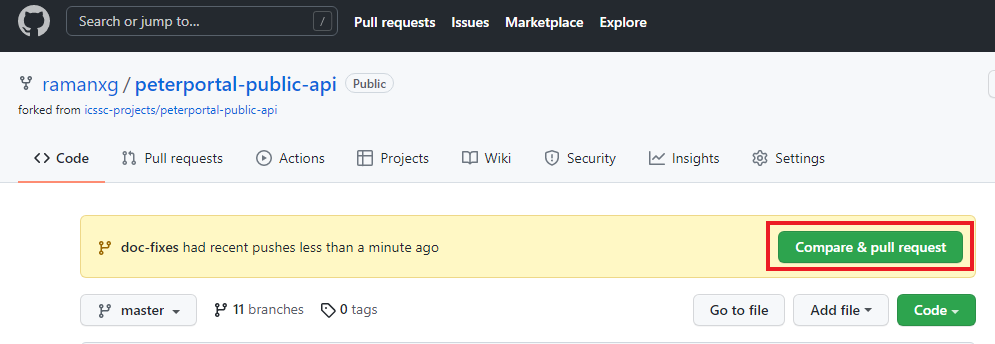 Search or jump to... / Pull requests Issues Marketplace Explore
ramanxg / peterportal-public-api Public
forked from icssc-projects/peterportal-public-api
Code Pull requests Actions Projects Wiki Security Insights Settings
doc-fixes had recent pushes less than a minute ago Compare & pull request
master 11 branches 0 tags Go to file Add file Code